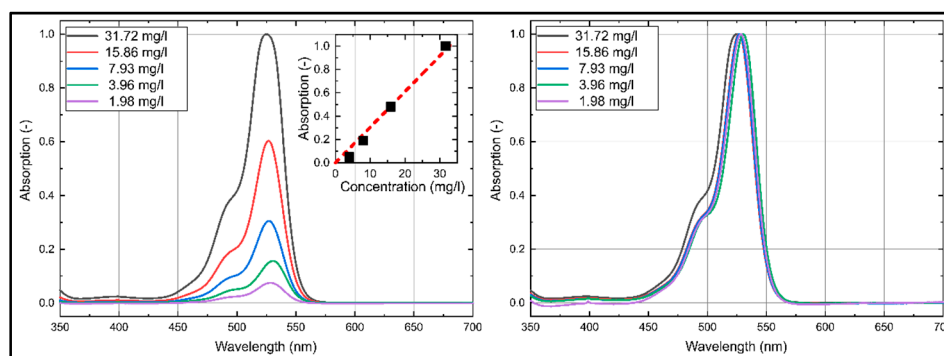 31.72 mg/l
15.86 mg/l
7.93 mg/l
3.96 mg/l
1.98 mg/l
Absorption (-)
1.0
0.8
0.6
0.4
0.2
0.0
350
400
450
500
550
600
650
700
Wavelength (nm)
Absorption (-)
1.0
0.8
0.6
0.4
0.2
0.0
0
10
20
30
Concentration (mg/l)
31.72 mg/l
15.86 mg/l
7.93 mg/l
3.96 mg/l
1.98 mg/l
Absorption (-)
1.0
0.8
0.6
0.4
0.2
0.0
350
400
450
500
550
600
650
Wavelength (nm)